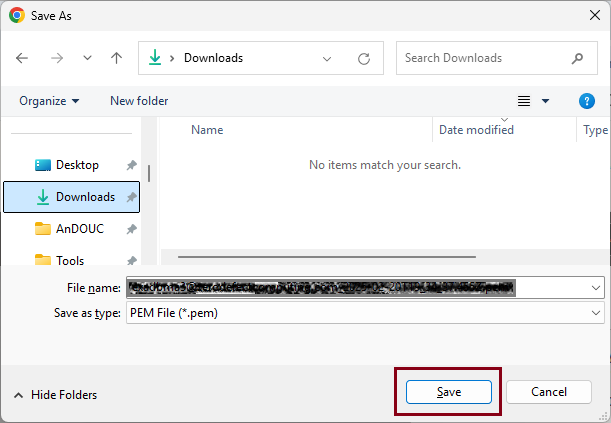 Save As
Downloads
Search Downloads
Organize
New folder
?
Name
Date modified
Type
Desktop
Downloads
AnDOUC
Tools
No items match your search.
File name:
Save as type:
PEM File (*.pem)
Hide Folders
Save
Cancel